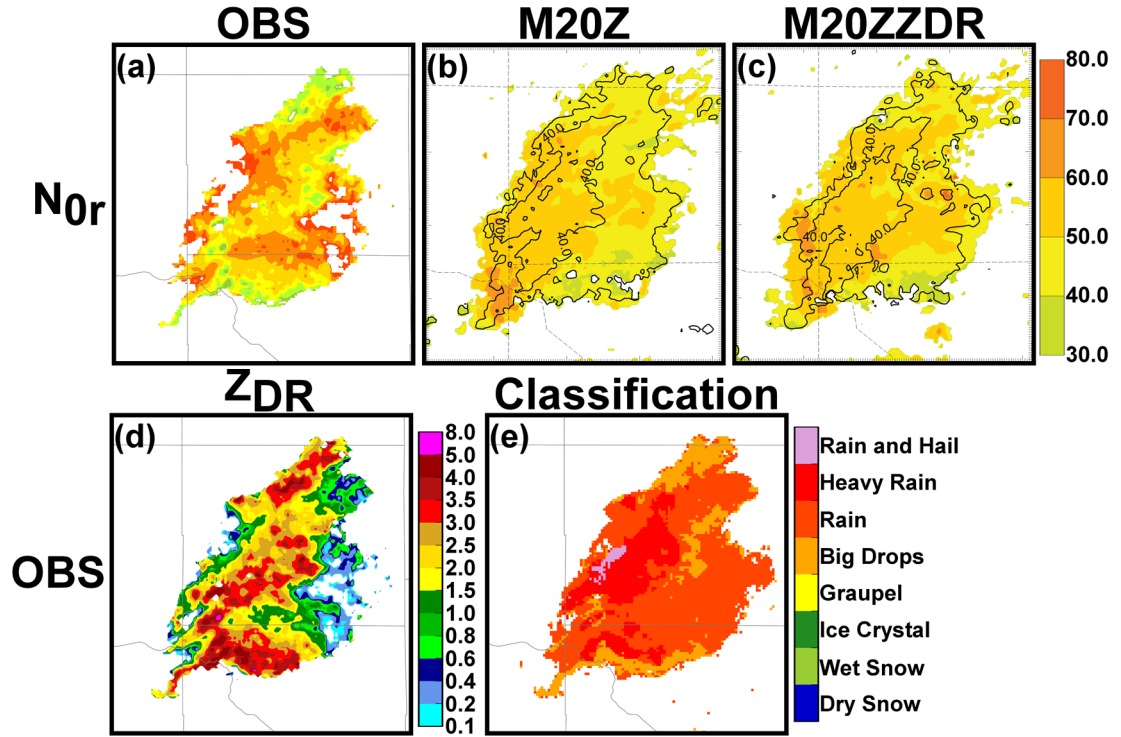 OBS M20Z M20ZZDR
(a) (b) (c)
N0r
40.0 40.0 40.0 40.0
40.0 40.0 40.0
80.0
70.0
60.0
50.0
40.0
30.0
ZDR Classification
(d) (e)
OBS
8.0
5.0
4.0
3.5
3.0
2.5
2.0
1.5
1.0
0.8
0.6
0.4
0.2
0.1
Rain and Hail
Heavy Rain
Rain
Big Drops
Graupel
Ice Crystal
Wet Snow
Dry Snow